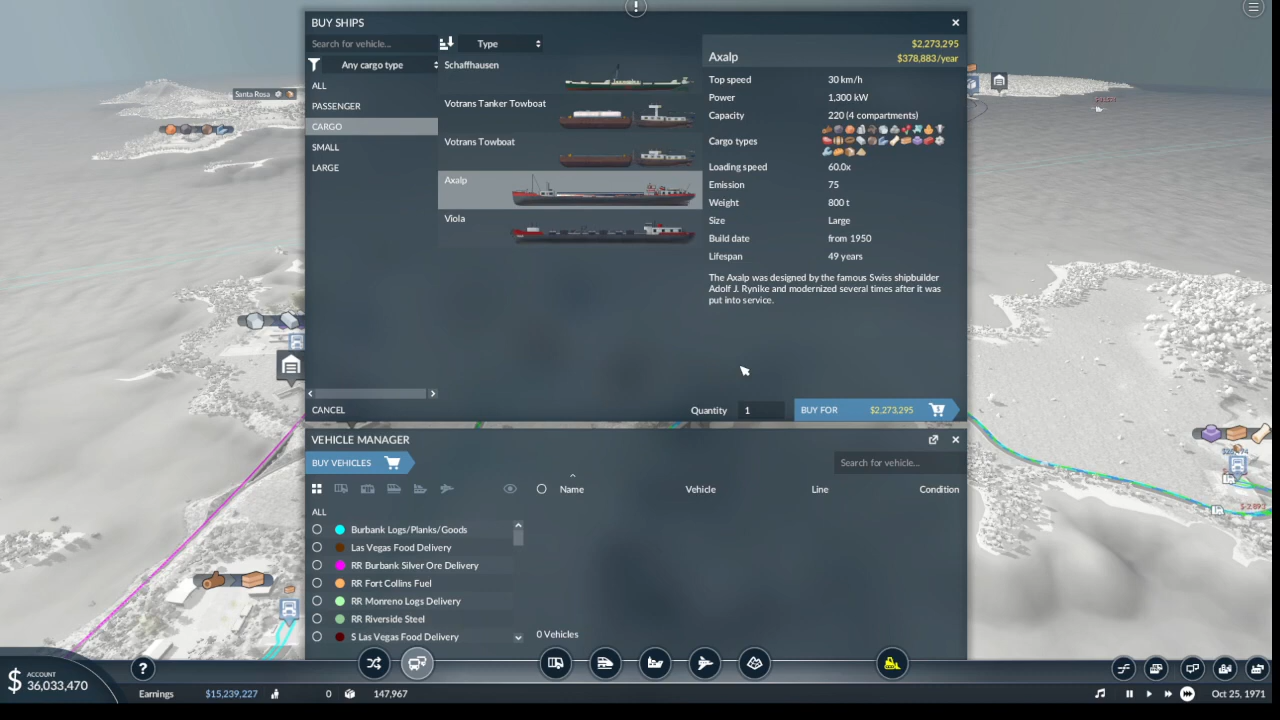 !
BUY SHIPS
Search for vehicle...
Type
Any cargo type
ALL
PASSENGER
CARGO
SMALL
LARGE
Schaffhausen
Votrans Tanker Towboat
Votrans Towboat
Axalp
Viola
$2,273,295
Axalp
$378,883/year
Top speed 30 km/h
Power 1,300 kW
Capacity 220 (4 compartments)
Cargo types
Loading speed 60.0x
Emission 75
Weight 800 t
Size Large
Build date from 1950
Lifespan 49 years
The Axalp was designed by the famous Swiss shipbuilder
Adolf J. Rynike and modernized several times after it was
put into service.
CANCEL
Quantity 1
BUY FOR $2,273,295
Santa Rosa
VEHICLE MANAGER
BUY VEHICLES
Search for vehicle...
Name Vehicle Line Condition
ALL
Burbank Logs/Planks/Goods
Las Vegas Food Delivery
RR Burbank Silver Ore Delivery
RR Fort Collins Fuel
RR Monreno Logs Delivery
RR Riverside Steel
S Las Vegas Food Delivery
0 Vehicles
$ ACCOUNT
36,033,470
?
Earnings $15,239,227 0 147,967
Oct 25, 1971